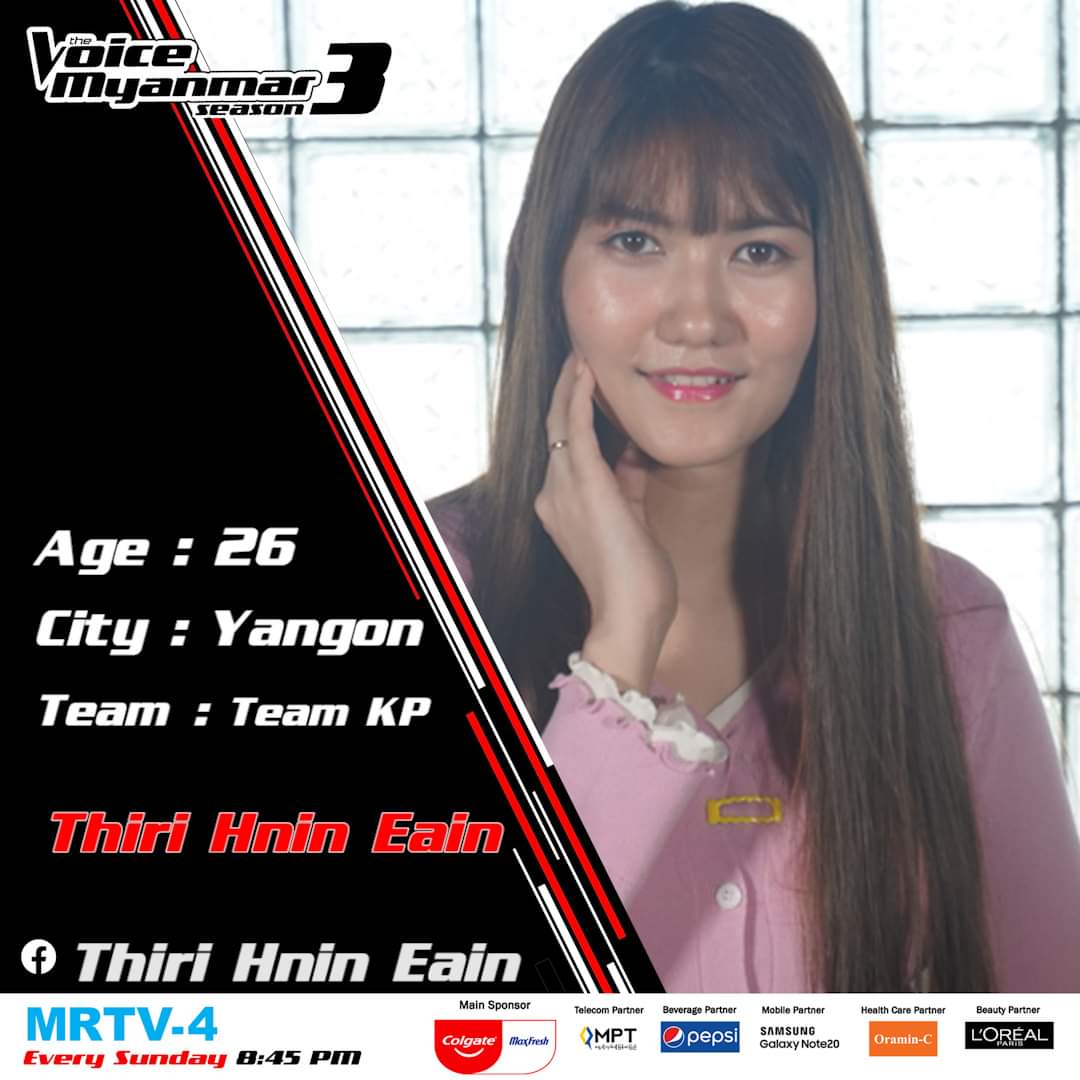 the
Voice
Myanmar
season 3
Age : 26
City : Yangon
Team : Team KP
Thiri Hnin Eain
Thiri Hnin Eain
MRTV-4
Every Sunday 8:45 PM
Main Sponsor
Colgate MaxFresh
Telecom Partner
MPT
Beverage Partner
pepsi
Mobile Partner
SAMSUNG
Galaxy Note20
Health Care Partner
Oramin-C
Beauty Partner
L'ORÉAL
PARIS